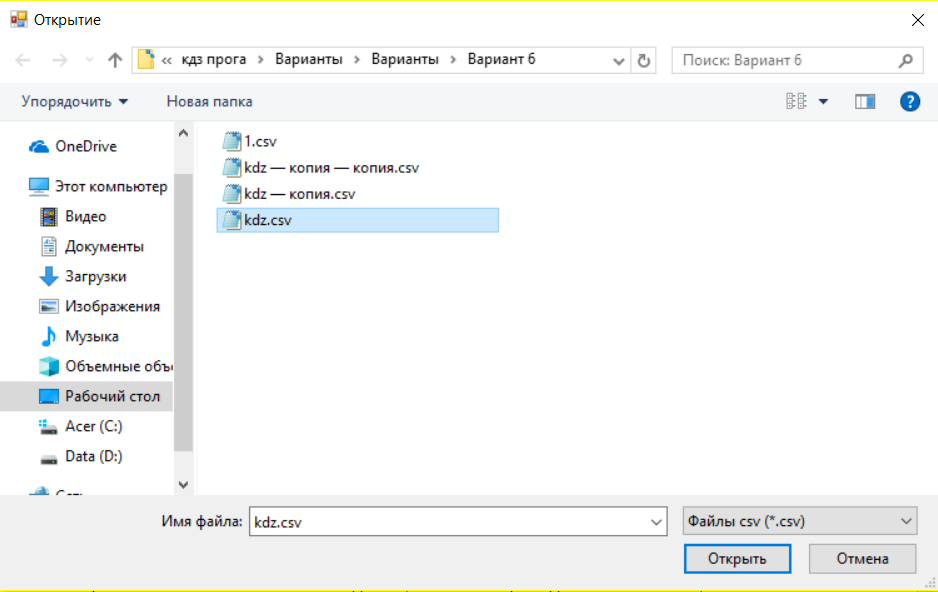 Открытие
« кдз прога > Варианты > Варианты > Вариант 6
Поиск: Вариант 6
Упорядочить
Новая папка
OneDrive
Этот компьютер
Видео
Документы
Загрузки
Изображения
Музыка
Объемные объ
Рабочий стол
Acer (C:)
Data (D:)
1.csv
kdz — копия — копия.csv
kdz — копия.csv
kdz.csv
Имя файла:
kdz.csv
Файлы csv (*.csv)
Открыть
Отмена